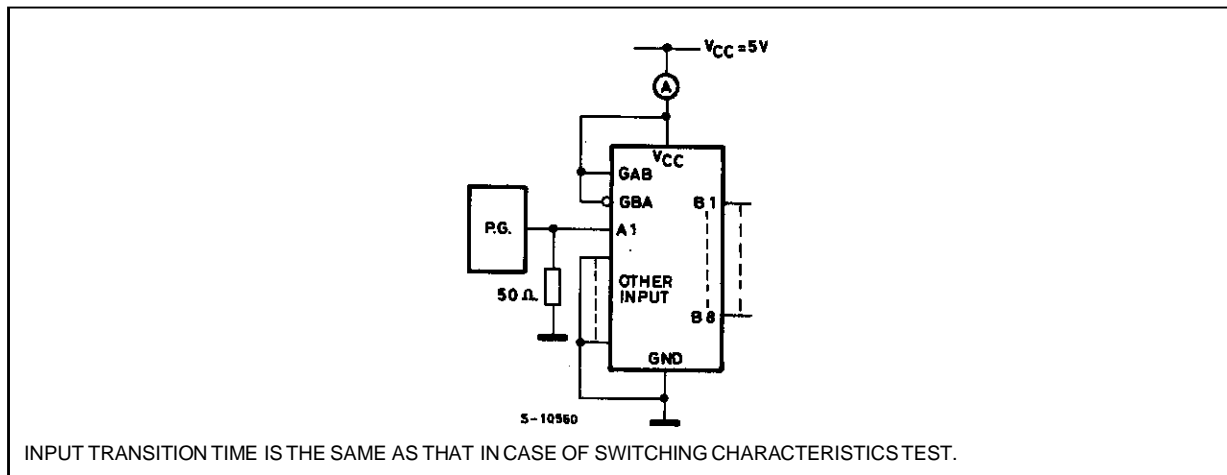 VCC=5V
A
VCC
GAB
GBA
B1
P.G.
A1
OTHER
INPUT
50Ω
B8
GND
S-10560
INPUT TRANSITION TIME IS THE SAME AS THAT IN CASE OF SWITCHING CHARACTERISTICS TEST.